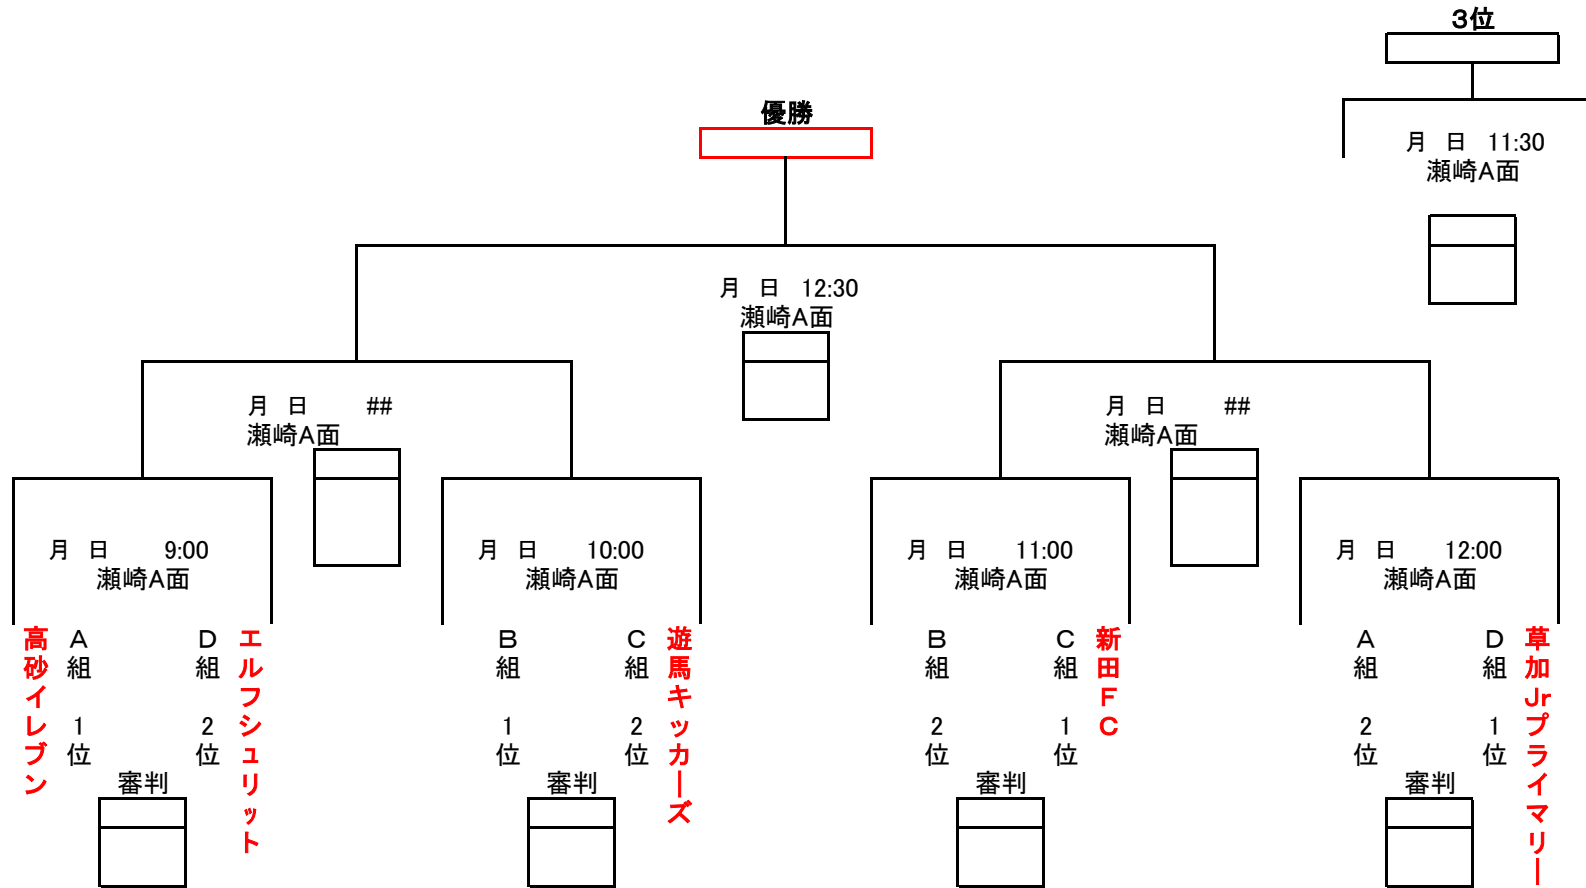 ３位
優勝
月 日 11:30
瀬崎A面
月 日 12:30
瀬崎A面
月 日 ##
瀬崎A面
月 日 ##
瀬崎A面
月 日 9:00
瀬崎A面
月 日 10:00
瀬崎A面
月 日 11:00
瀬崎A面
月 日 12:00
瀬崎A面
高砂イレブン
A組 1位
D組 2位
エルフシュリット
B組 1位
C組 2位
遊馬キッカーズ
B組 2位
C組 1位
新田FC
A組 2位
D組 1位
草加Jrプライマリー
審判
審判
審判
審判